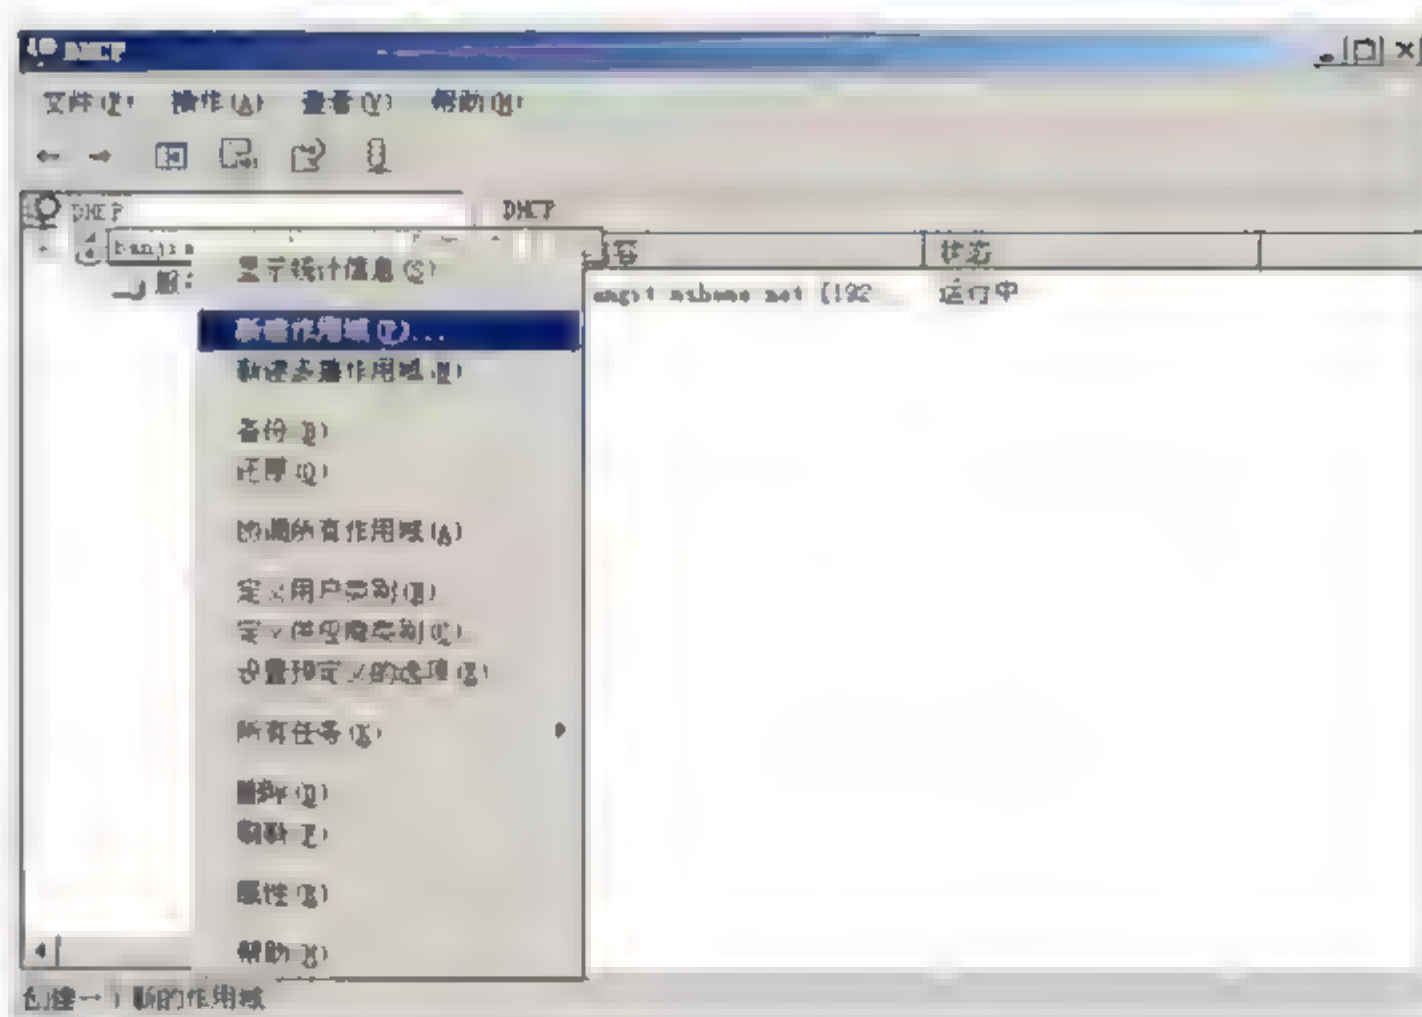 DHCP
文件(F) 操作(A) 查看(V) 帮助(H)
DHCP
DHCP
状态
运行中 [192
显示统计信息(S)
新建作用域(P)...
新建多播作用域(M)
备份(B)
还原(O)
协调所有作用域(A)
定义用户类别(U)
定义供应商类别(C)
设置预定义的选项(E)
所有任务(K)
删除(D)
刷新(F)
属性(R)
帮助(H)
创建一个新的作用域